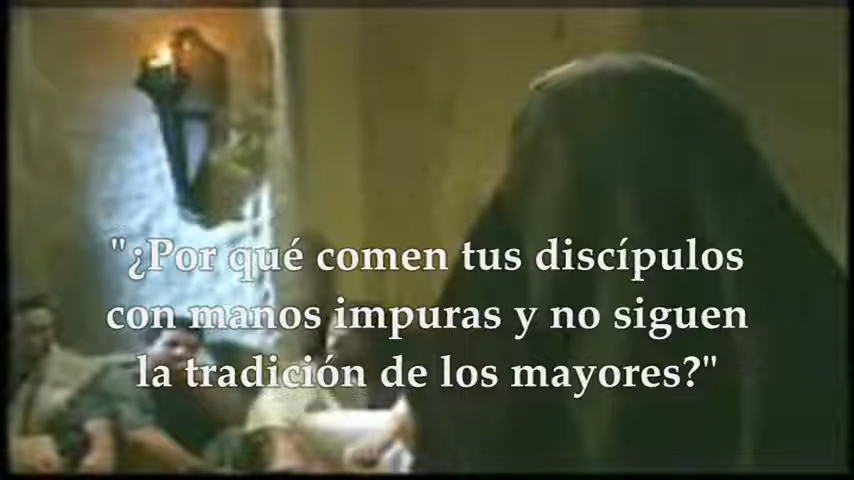 "¿Por qué comen tus discípulos
con manos impuras y no siguen
la tradición de los mayores?"